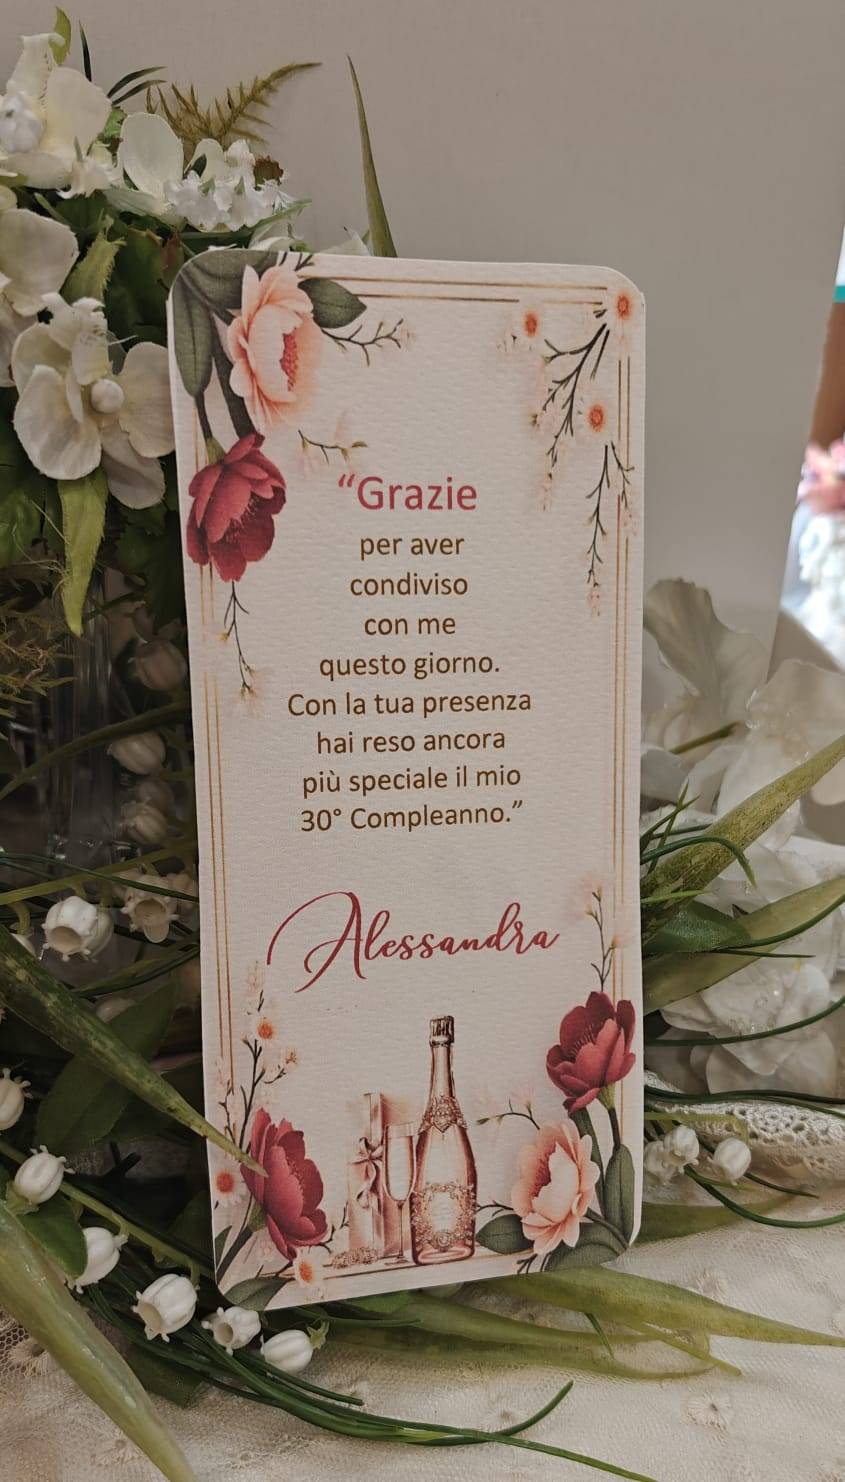 “Grazie
per aver
condiviso
con me
questo giorno.
Con la tua presenza
hai reso ancora
più speciale il mio
30° Compleanno.”
Alessandra